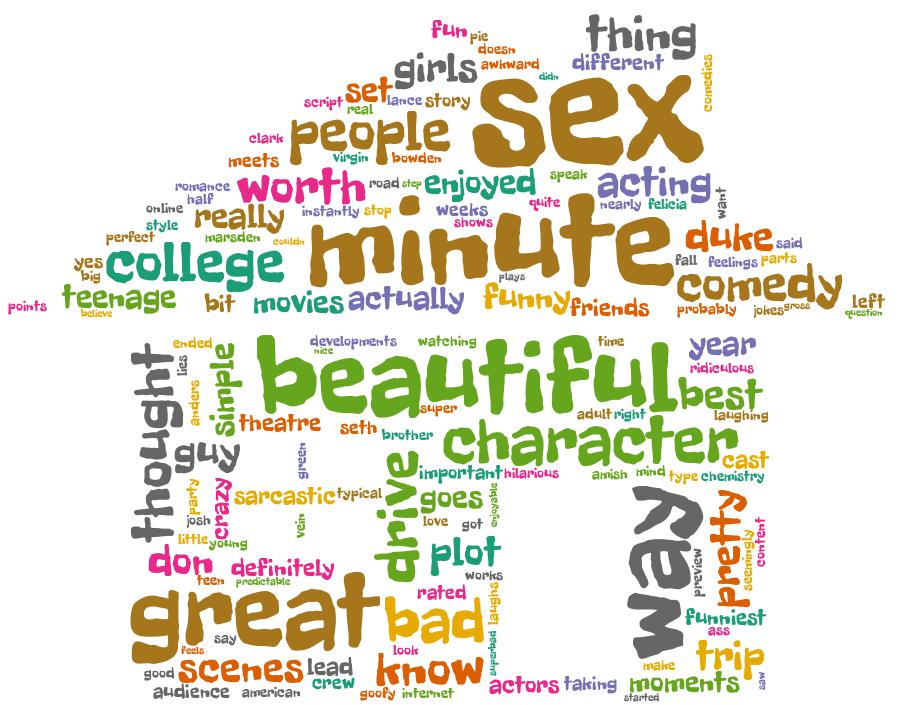 fun
pie
thing
doesn
girls
awkward
different
didn
comedies
set
script
real
lance
story
sex
people
clark
meets
virgin
bowden
romance
half
worth
road
step
enjoyed
speak
acting
want
online
style
really
instantly
stop
weeks
shows
quite
nearly
felicia
perfect
marsden
couldn
minute
duke
said
yes
big
college
plays
fall
feelings
parts
points
teenage
believe
bit
movies
actually
funny
friends
comedy
probably
jokes
gross
left
question
thought
ended
lies
anders
simple
developments
nice
watching
time
year
ridiculous
beautiful
best
super
theatre
seth
brother
adult
right
laughing
guy
green
character
cast
important
hilarious
amish
mind
type
chemistry
party
josh
crazy
sarcastic
typical
vein
drive
goes
enjoyable
love
got
way
pretty
preview
seemingly
content
little
young
don
definitely
teen
predictable
plot
works
great
rated
bad
laughs
superbad
funniest
ass
say
feels
look
trip
good
scenes
lead
know
make
saw
audience
american
crew
goofy
internet
actors
taking
moments
started